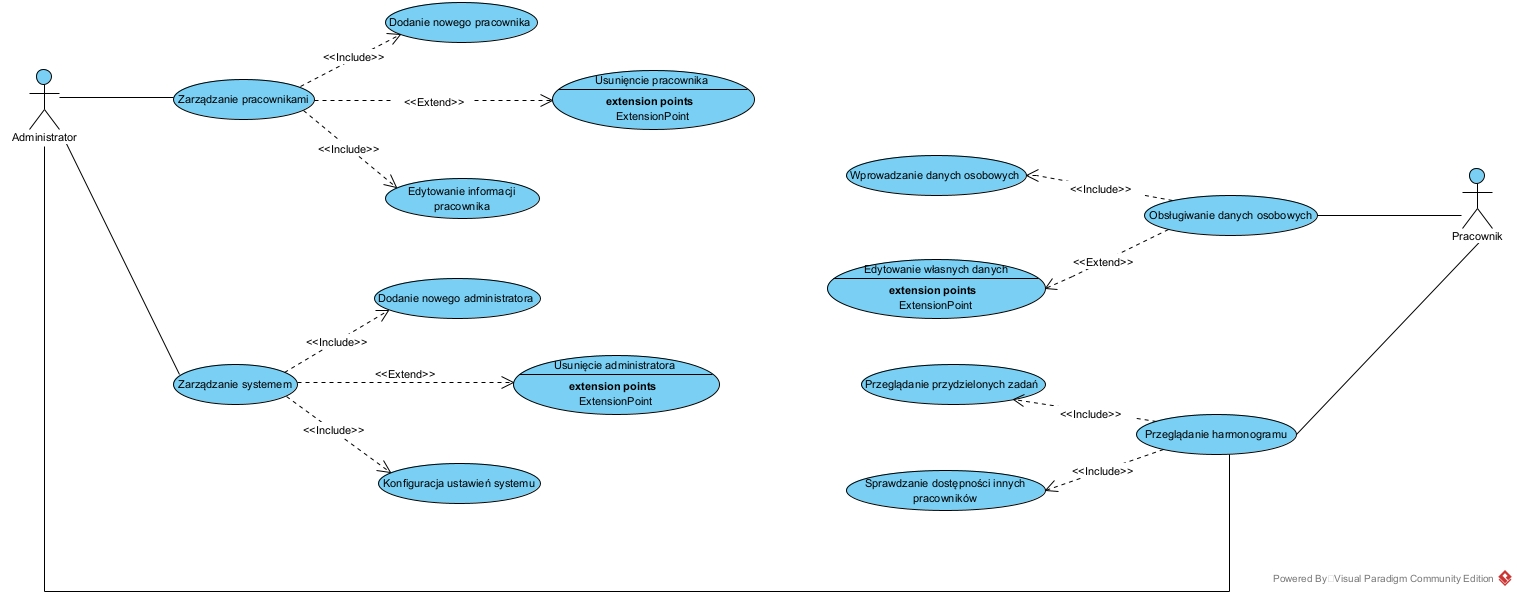 Dodanie nowego pracownika
<<Include>>
Usunięncie pracownika
Zarządzanie pracownikami
<<Extend>>
extension points
ExtensionPoint
Administrator
<<Include>>
Edytowanie informacji
pracownika
Wprowadzanie danych osobowych
<<Include>>
Obsługiwanie danych osobowych
Pracownik
<<Extend>>
Edytowanie własnych danych
extension points
ExtensionPoint
Dodanie nowego administratora
<<Include>>
Usunięcie administratora
<<Extend>>
Zarządzanie systemem
extension points
ExtensionPoint
Przeglądanie przydzielonych zadań
<<Include>>
<<Include>>
Przeglądanie harmonogramu
<<Include>>
Konfiguracja ustawień systemu
Sprawdzanie dostępności innych
pracowników
Powered By Visual Paradigm Community Edition